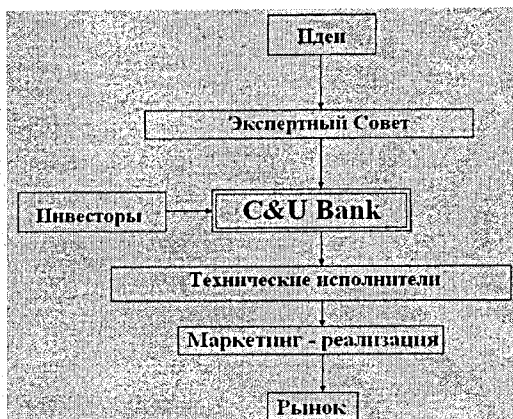 Идеи
Экспертный Совет
Инвесторы
C&U Bank
Технические исполнители
Маркетинг - реализация
Рынок